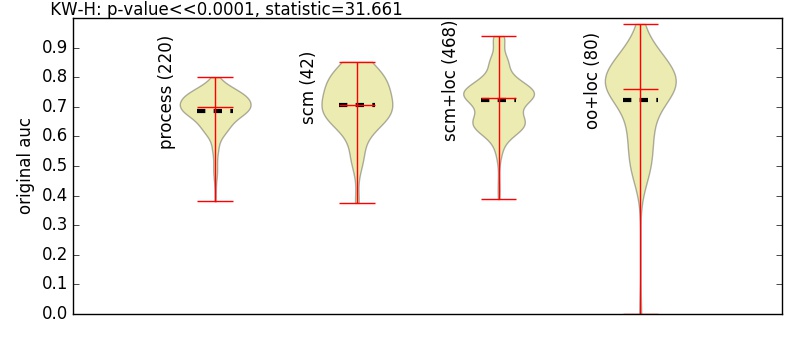 KW-H: p-value<<0.0001, statistic=31.661
original auc
0.9
0.8
0.7
0.6
0.5
0.4
0.3
0.2
0.1
0.0
process (220)
scm (42)
scm+loc (468)
oo+loc (80)